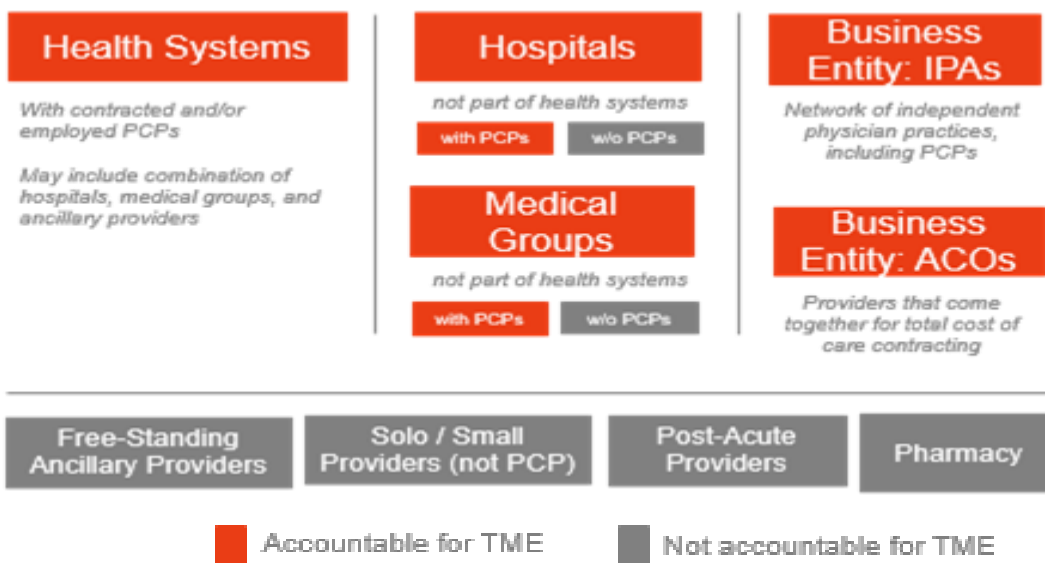 Health Systems
With contracted and/or
employed PCPs
May include combination of
hospitals, medical groups, and
ancillary providers
Hospitals
not part of health systems
with PCPs
w/o PCPs
Medical
Groups
not part of health systems
with PCPs
w/o PCPs
Business
Entity: IPAs
Network of independent
physician practices,
including PCPs
Business
Entity: ACOs
Providers that come
together for total cost of
care contracting
Free-Standing
Ancillary Providers
Solo / Small
Providers (not PCP)
Post-Acute
Providers
Pharmacy
Accountable for TME
Not accountable for TME